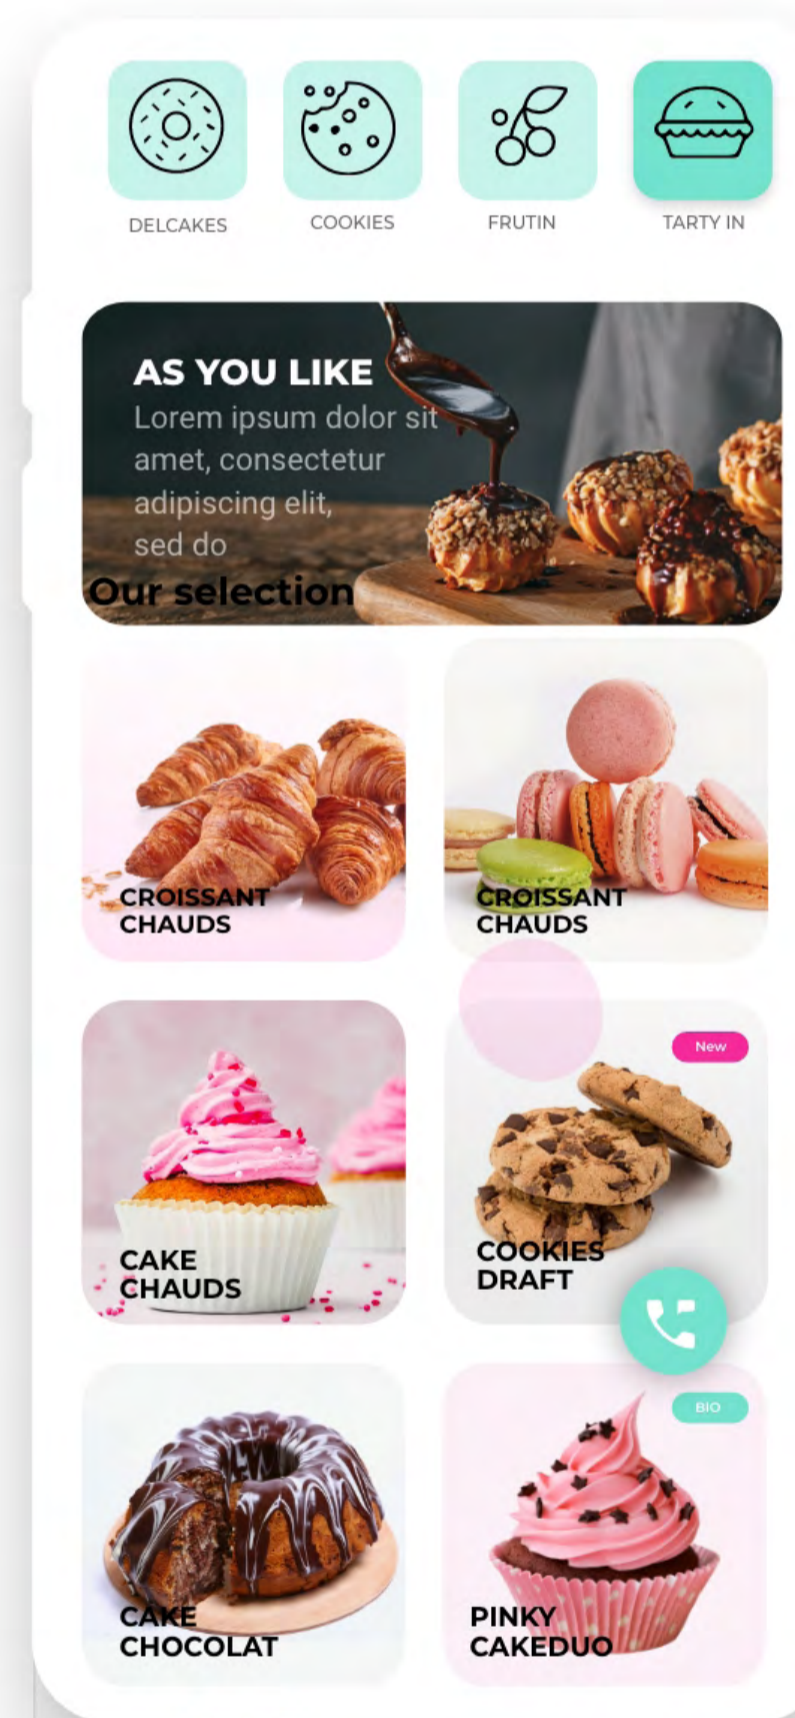 DELCAKES
COOKIES
FRUTIN
TARTY IN
AS YOU LIKE
Lorem ipsum dolor sit
amet, consectetur
adipiscing elit,
sed do
Our selection
CROISSANT
CHAUDS
CROISSANT
CHAUDS
CAKE
CHAUDS
New
COOKIES
DRAFT
CAKE
CHOCOLAT
BIO
PINKY
CAKEDUO